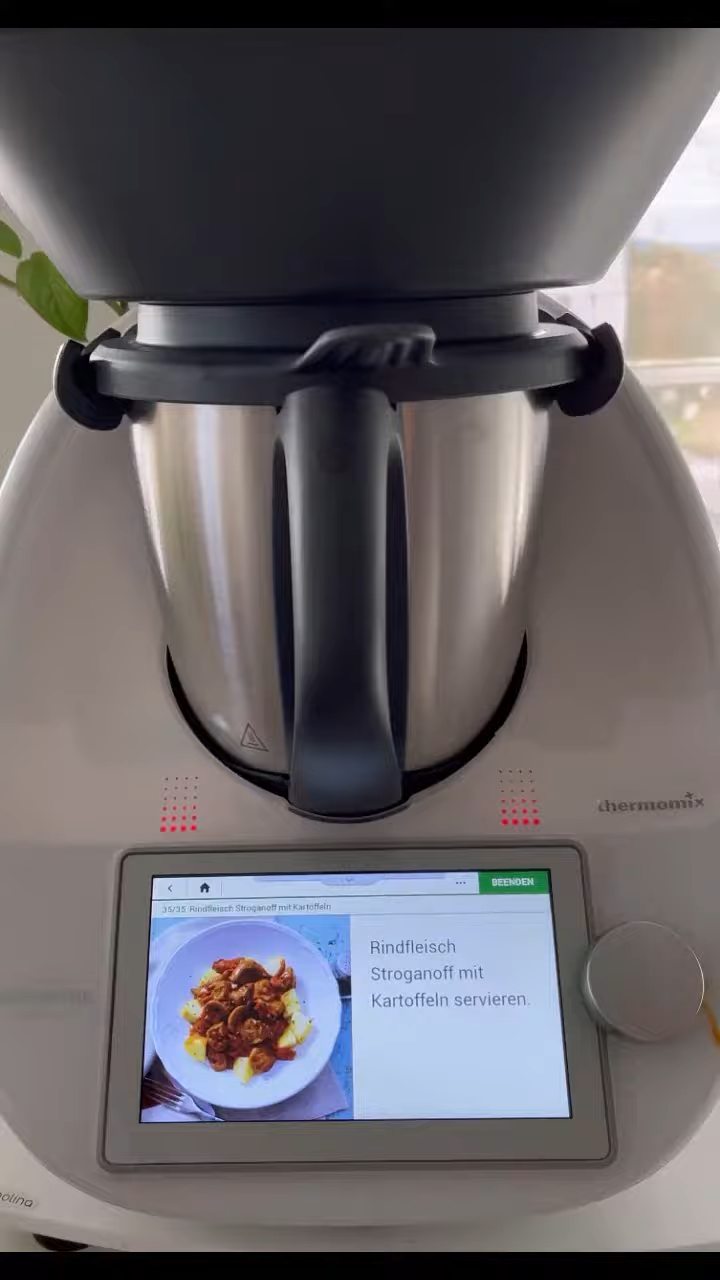 thermomix
BEENDEN
35/35 Rindfleisch Stroganoff mit Kartoffeln
Rindfleisch
Stroganoff mit
Kartoffeln servieren.